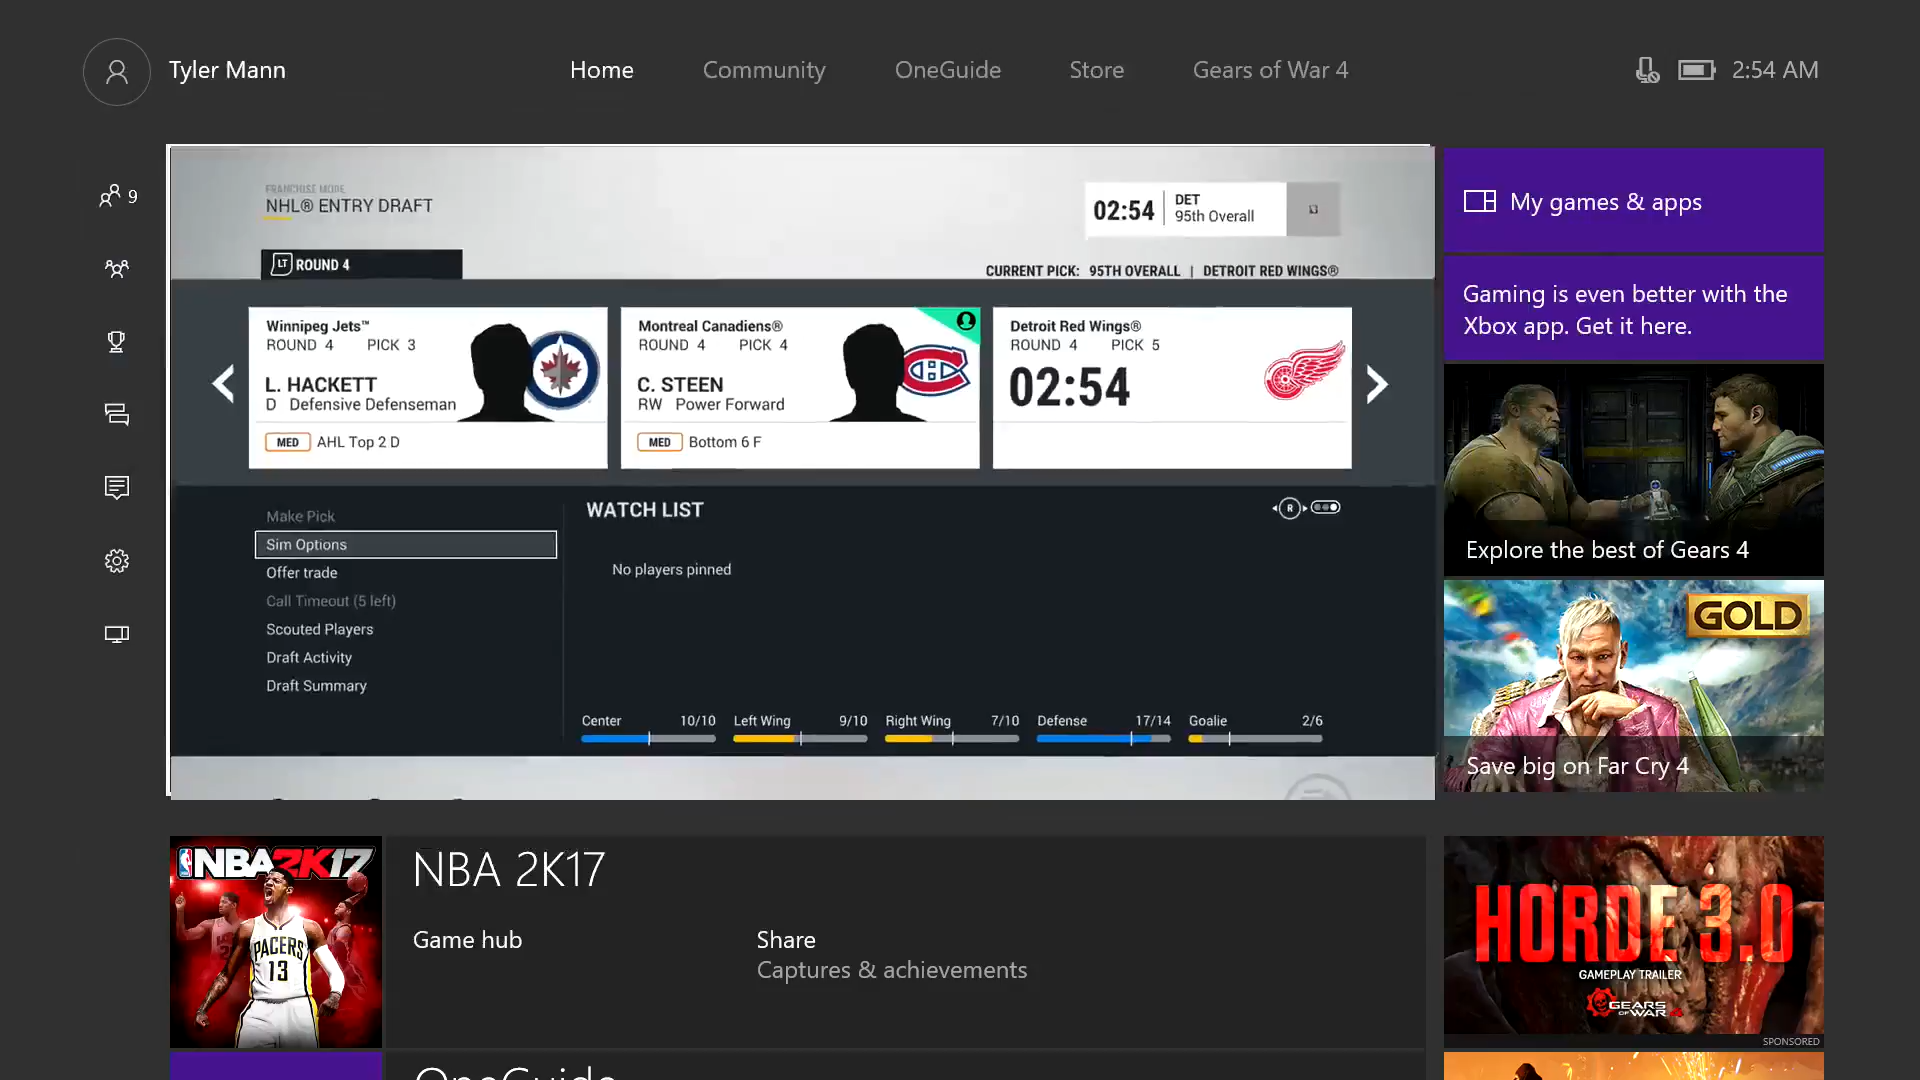 Tyler Mann
Home
Community
OneGuide
Store
Gears of War 4
2:54 AM
9
FRANCHISE MODE
NHL® ENTRY DRAFT
02:54
DET
95th Overall
LT ROUND 4
CURRENT PICK: 95TH OVERALL | DETROIT RED WINGS®
Winnipeg Jets™
ROUND 4 PICK 3
L. HACKETT
D Defensive Defenseman
MED AHL Top 2 D
Montreal Canadiens®
ROUND 4 PICK 4
C. STEEN
RW Power Forward
MED Bottom 6 F
Detroit Red Wings®
ROUND 4 PICK 5
02:54
Make Pick
Sim Options
Offer trade
Call Timeout (5 left)
Scouted Players
Draft Activity
Draft Summary
WATCH LIST
R
No players pinned
Center 10/10
Left Wing 9/10
Right Wing 7/10
Defense 17/14
Goalie 2/6
My games & apps
Gaming is even better with the
Xbox app. Get it here.
Explore the best of Gears 4
GOLD
Save big on Far Cry 4
NBA 2K17
PACERS
13
NBA 2K17
Game hub
Share
Captures & achievements
HORDE 3.0
GAMEPLAY TRAILER
GEARS
OF WAR 4
SPONSORED
OneGuide